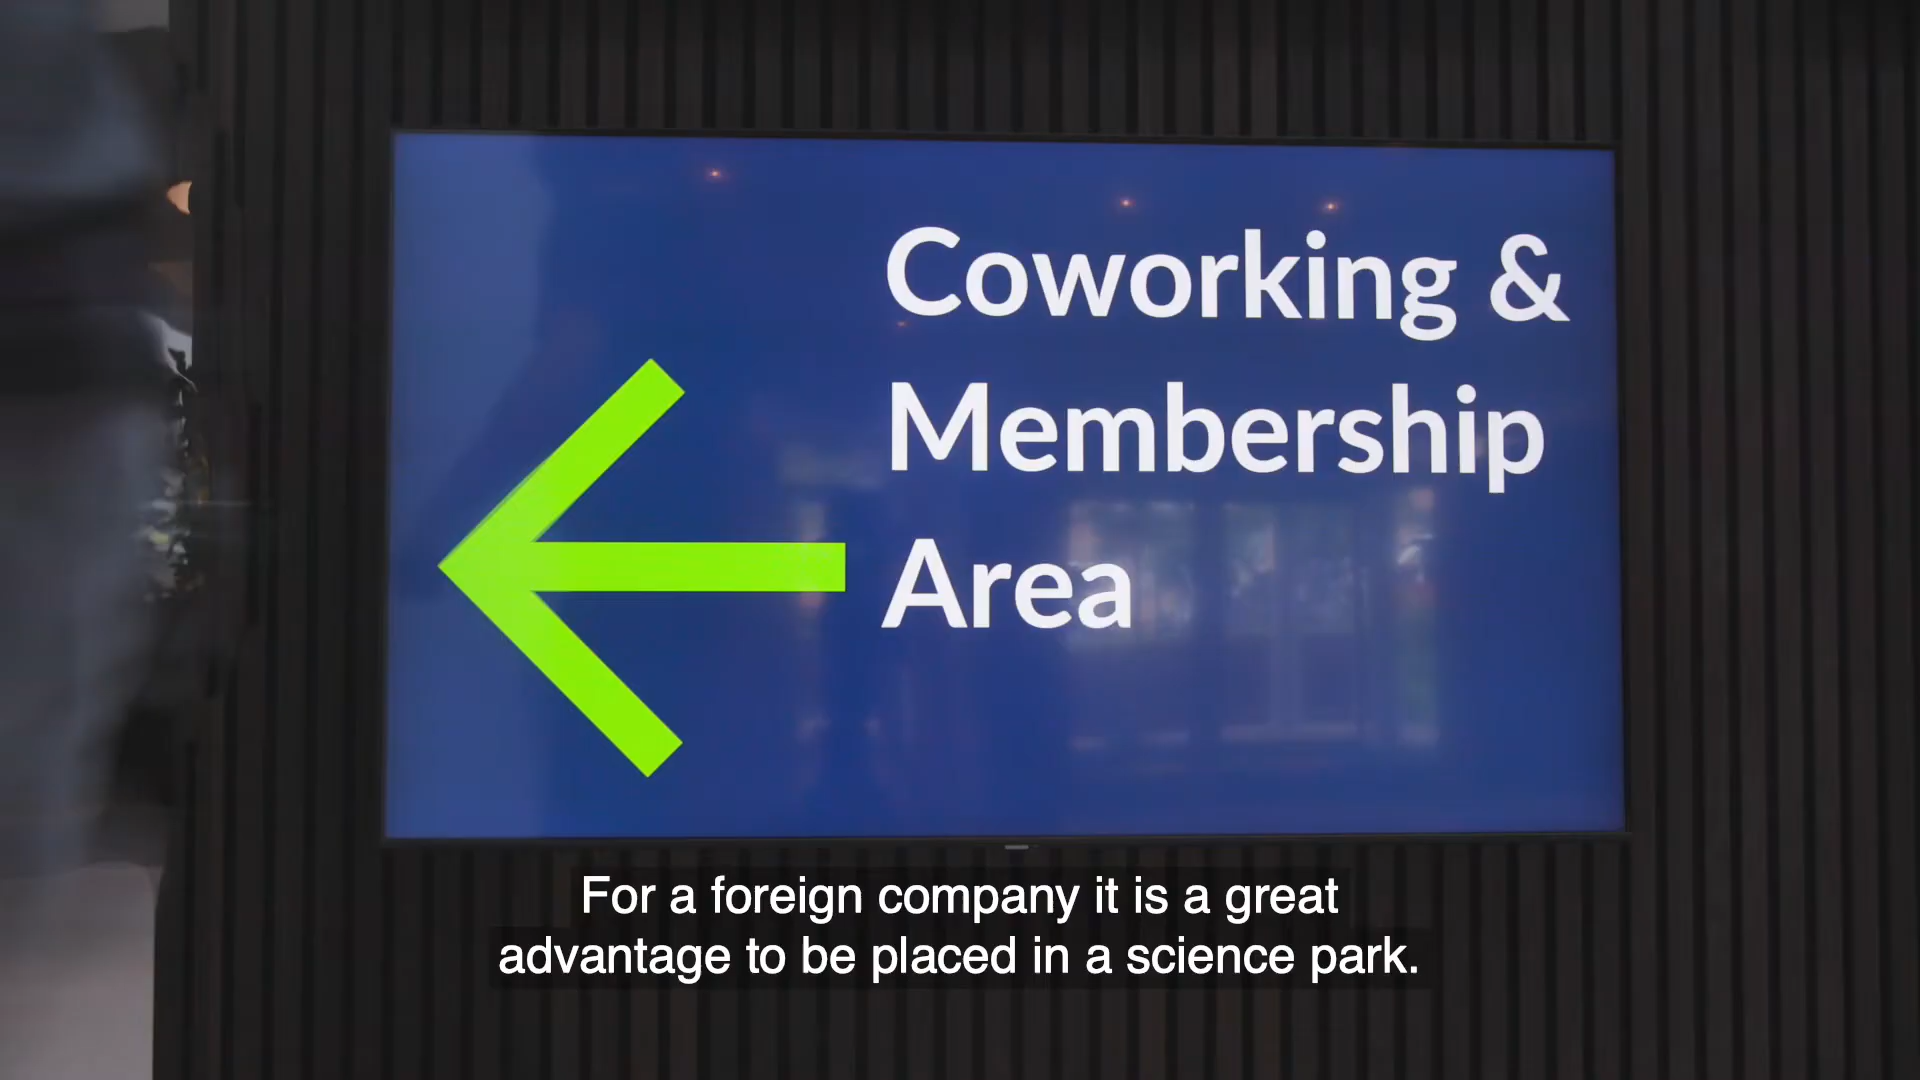 Coworking &
Membership
Area
For a foreign company it is a great
advantage to be placed in a science park.